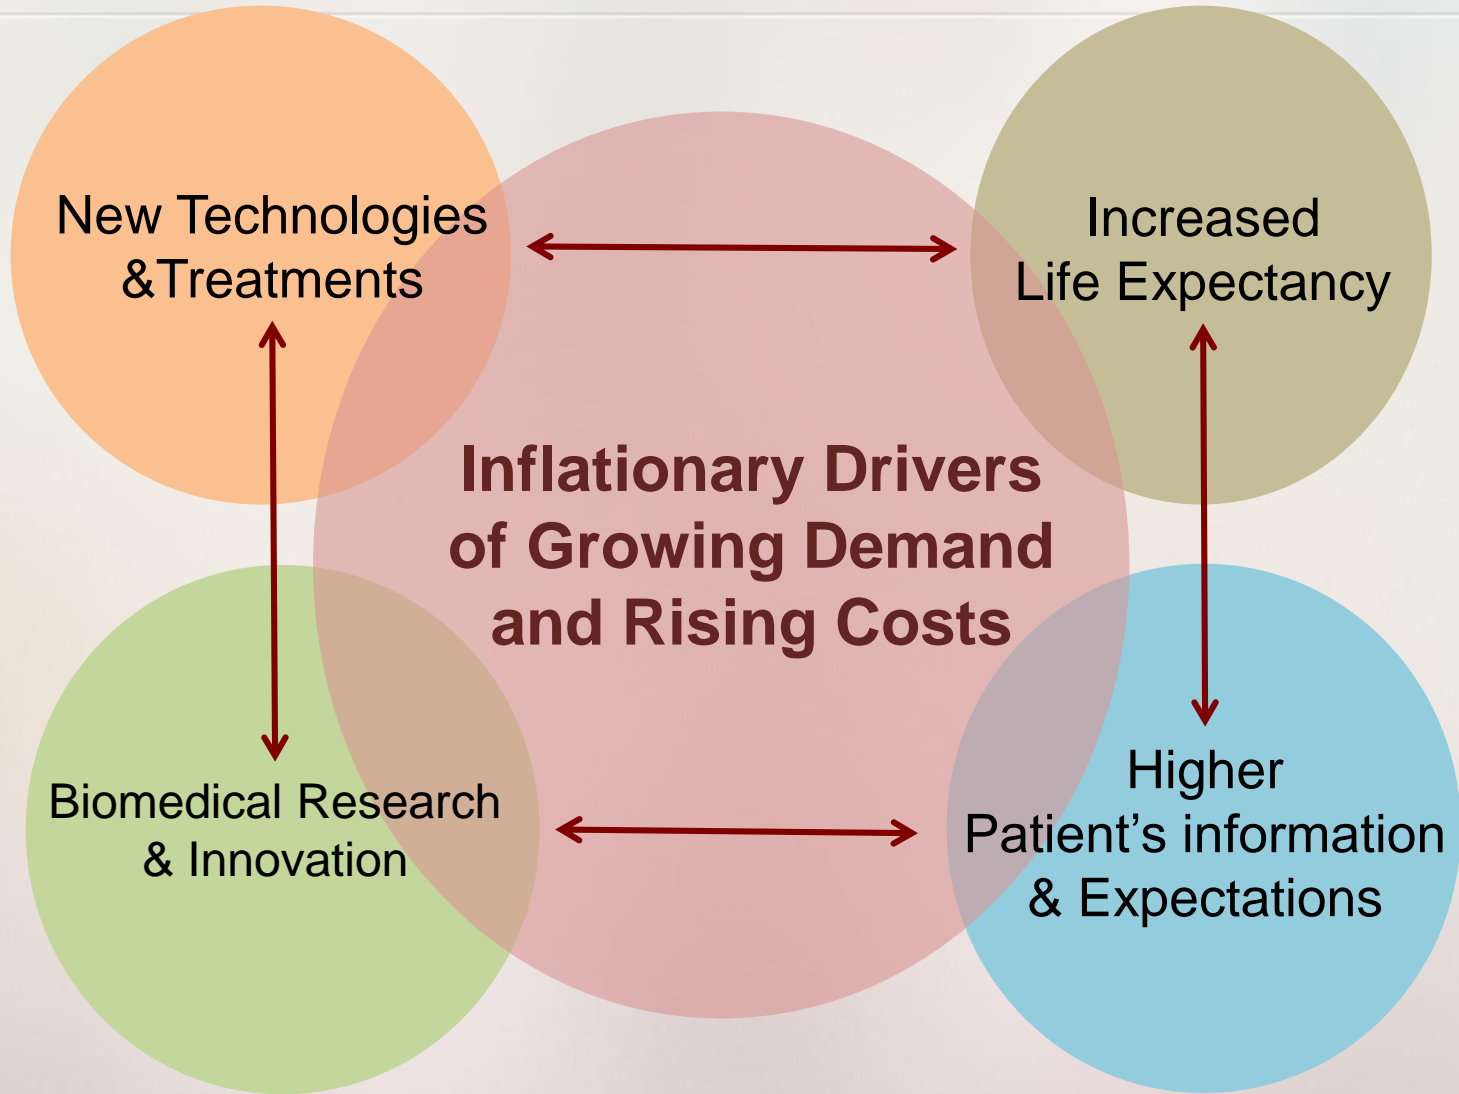 New Technologies
&Treatments
Increased
Life Expectancy
Inflationary Drivers
of Growing Demand
and Rising Costs
Biomedical Research
& Innovation
Higher
Patient’s information
& Expectations